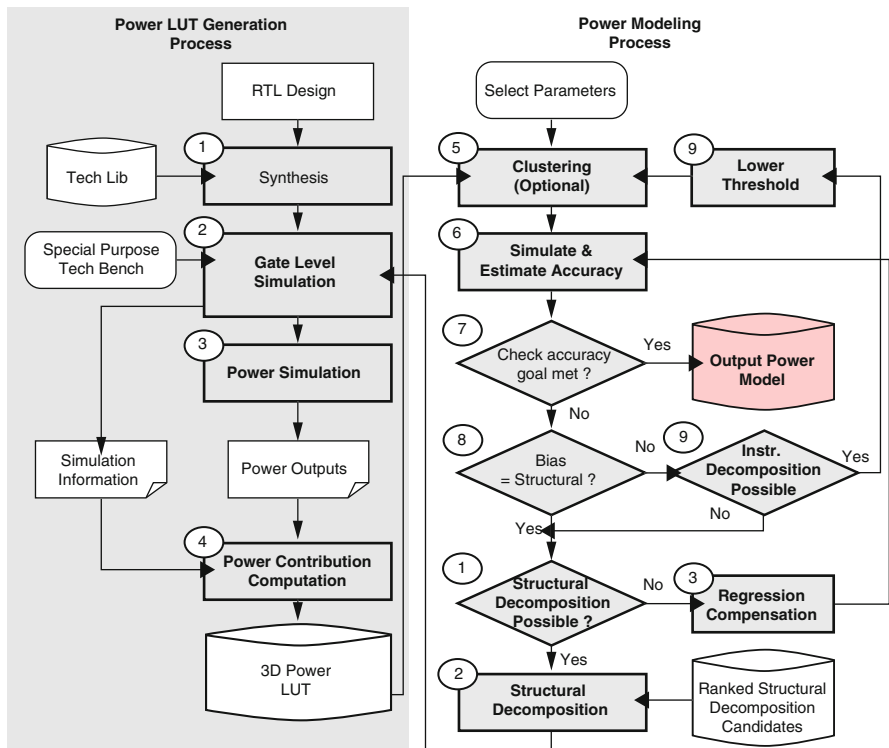 Power LUT Generation
Process
RTL Design
1
Synthesis
Tech Lib
2
Special Purpose
Tech Bench
Gate Level
Simulation
3
Power Simulation
Simulation
Information
Power Outputs
4
Power Contribution
Computation
3D Power
LUT
Power Modeling
Process
Select Parameters
5
Clustering
(Optional)
9
Lower
Threshold
6
Simulate &
Estimate Accuracy
7
Check accuracy
goal met ?
Yes
Output Power
Model
No
8
Bias
= Structural ?
No
9
Instr.
Decomposition
Possible
Yes
No
Yes
1
Structural
Decomposition
Possible ?
No
3
Regression
Compensation
Yes
2
Structural
Decomposition
Ranked Structural
Decomposition
Candidates